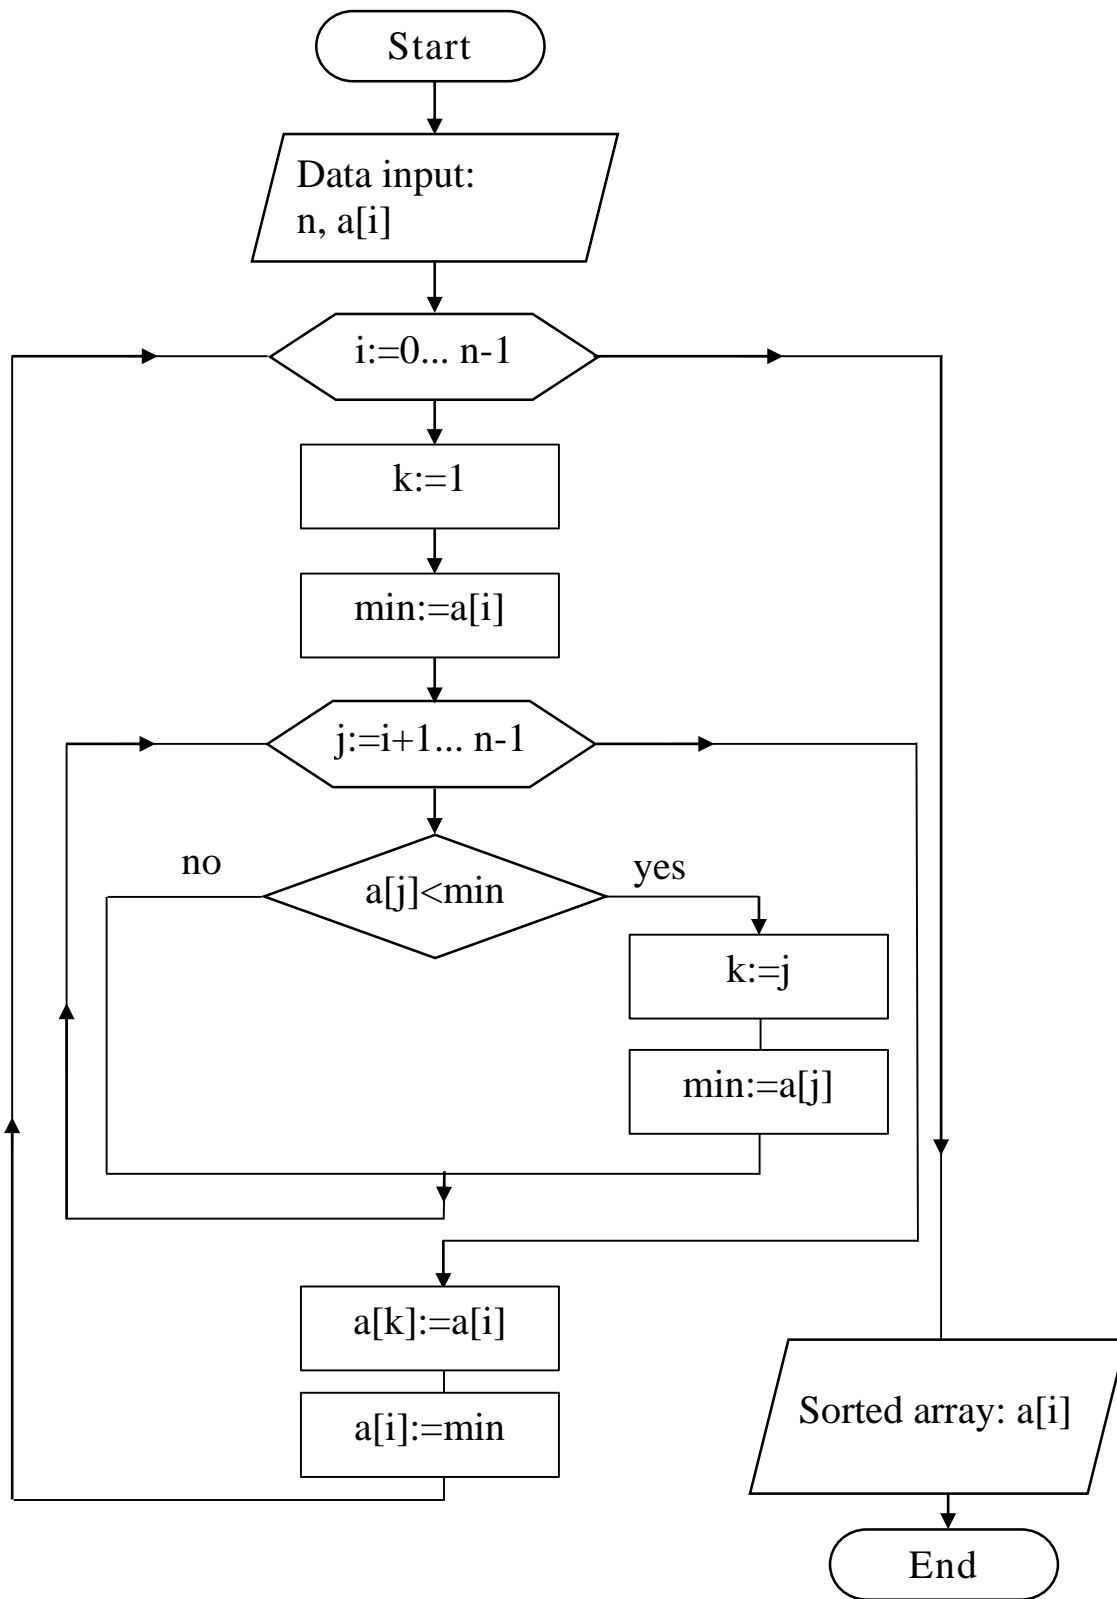 Start
Data input:
n, a[i]
i:=0... n-1
k:=1
min:=a[i]
j:=i+1... n-1
no
a[j]<min
yes
k:=j
min:=a[j]
a[k]:=a[i]
a[i]:=min
Sorted array: a[i]
End